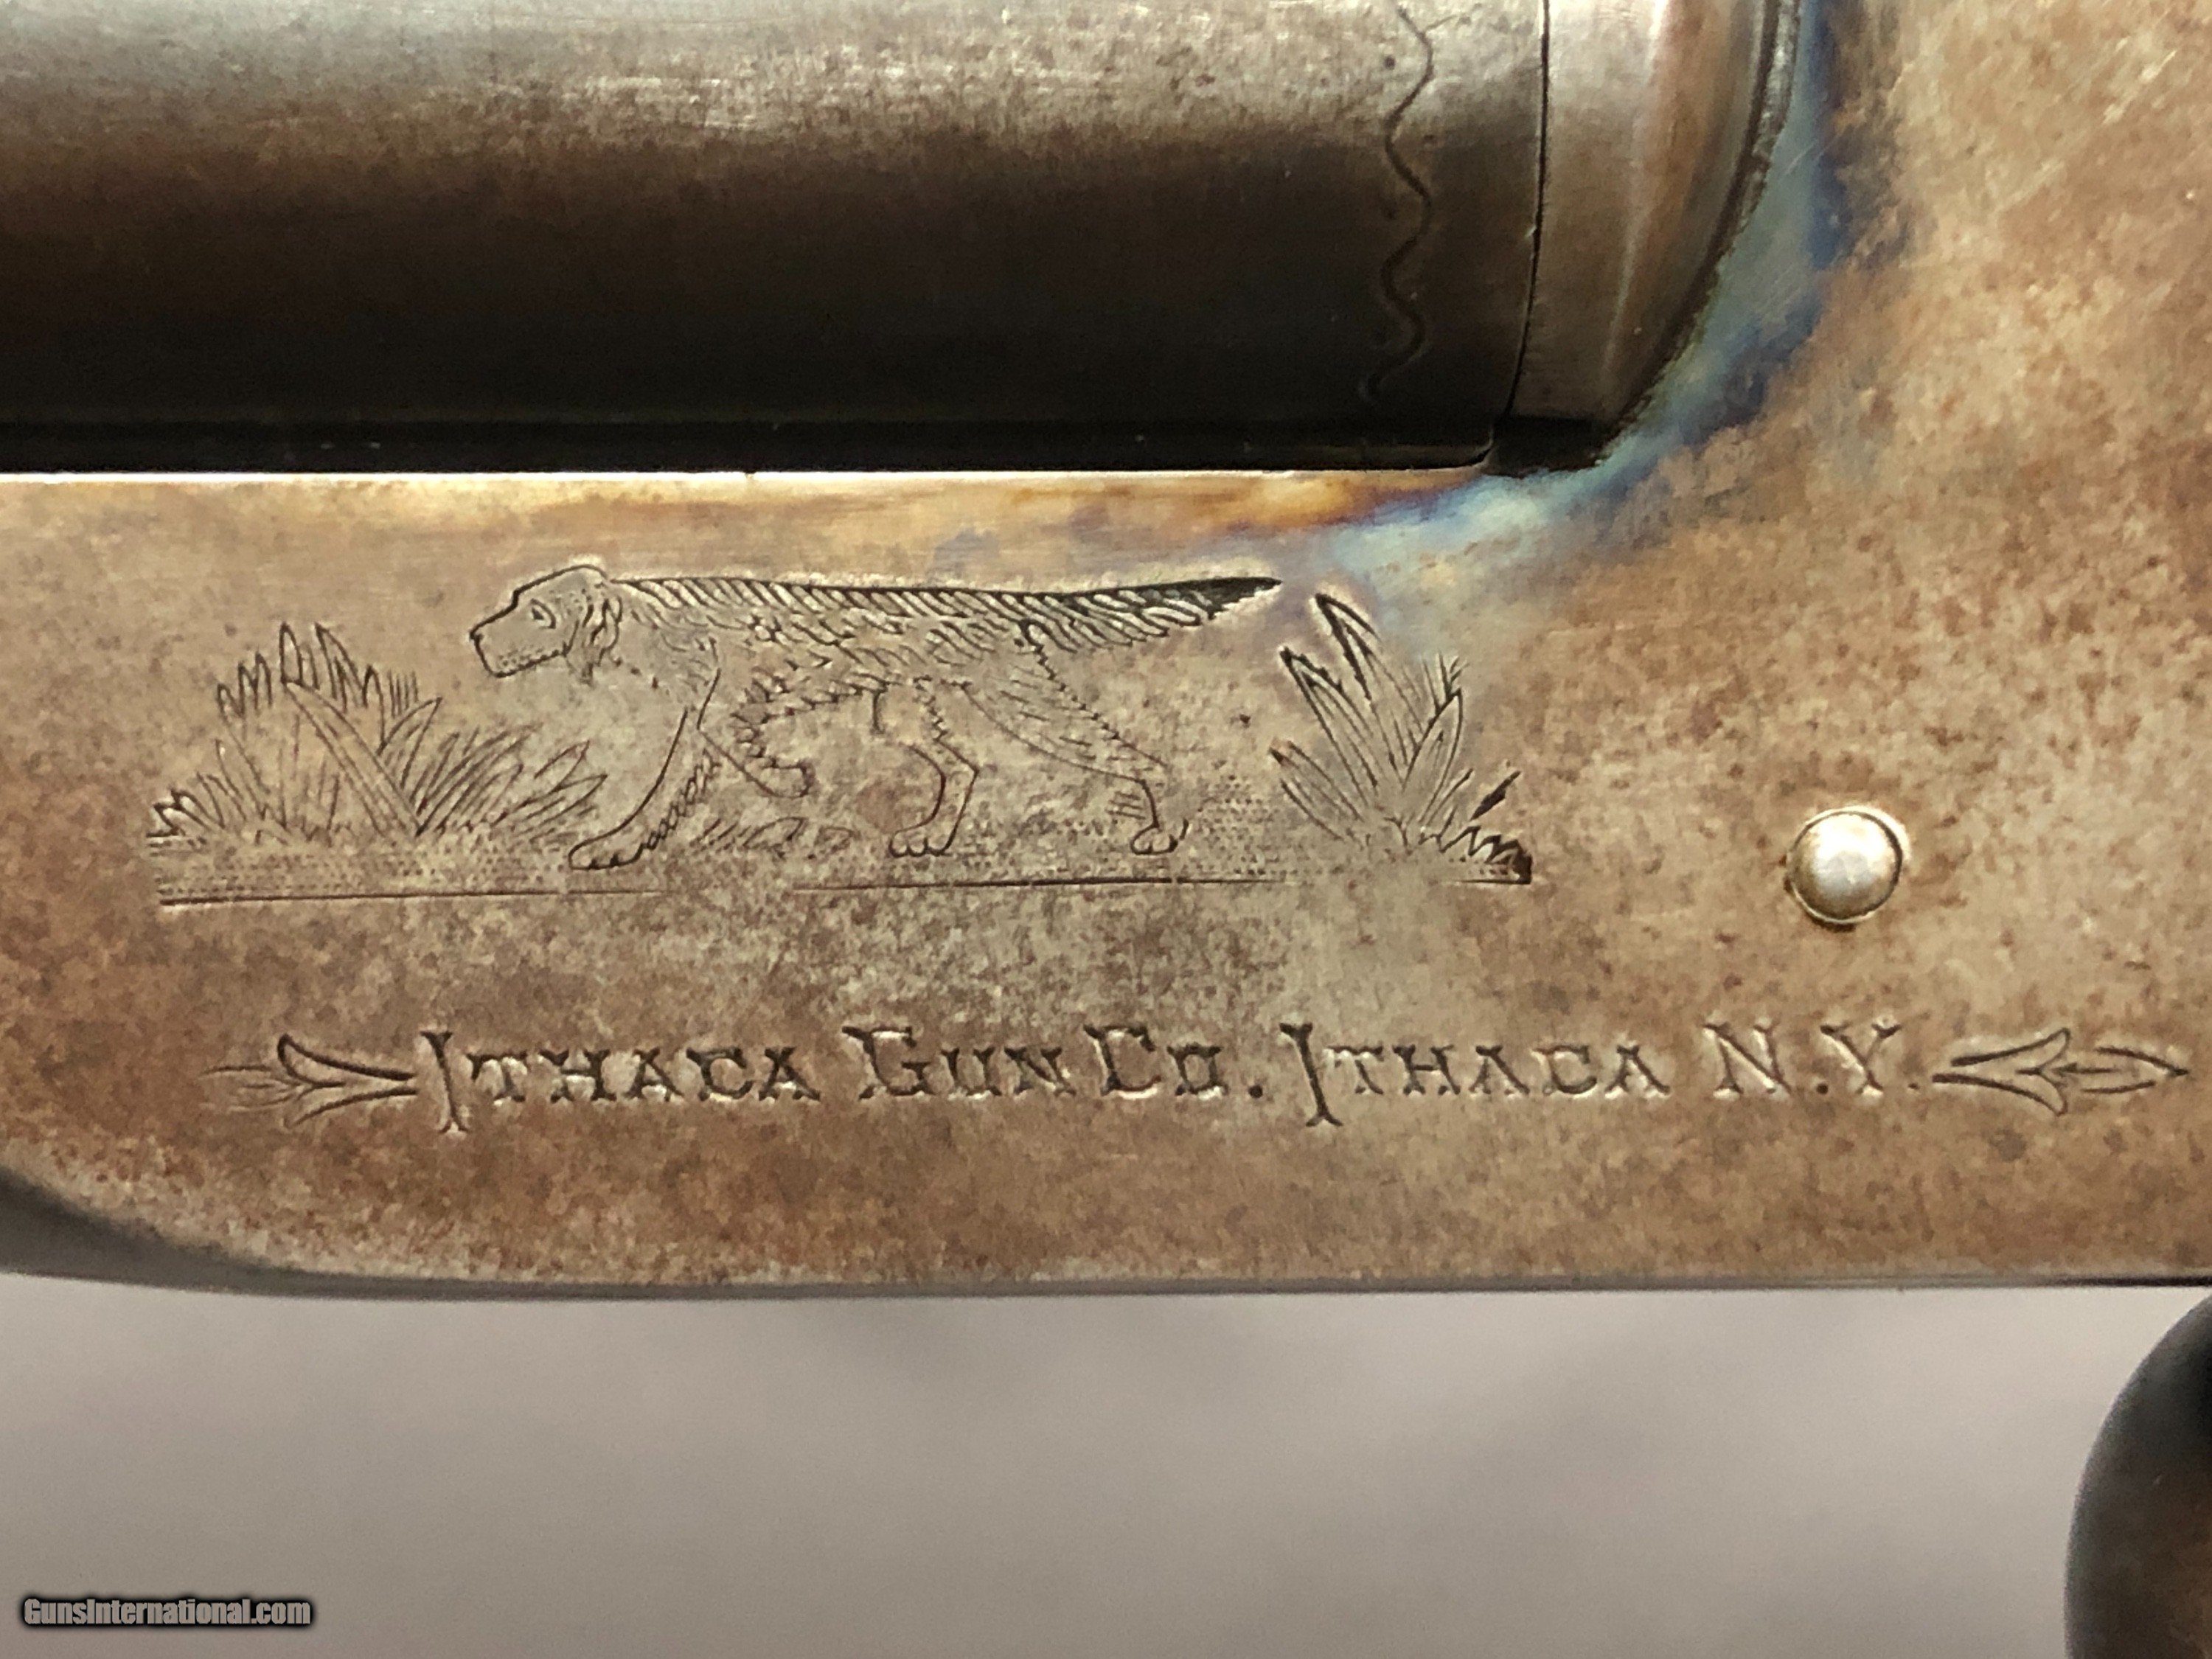 Ithaca Gun Co. Ithaca N.Y.
GunsInternational.com